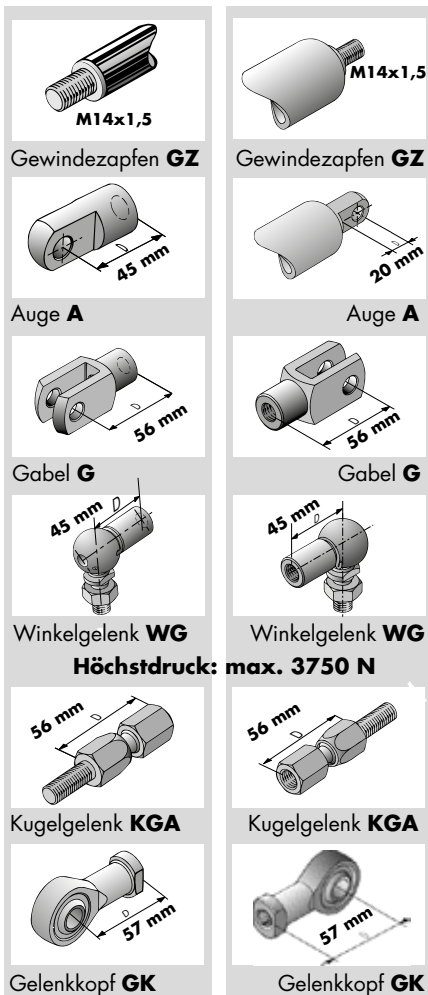 M14x1,5
M14x1,5
Gewindezapfen GZ
Gewindezapfen GZ
D
45 mm
D
20 mm
Auge A
Auge A
D
56 mm
D
56 mm
Gabel G
Gabel G
45 mm
D
45 mm
D
Winkelgelenk WG
Winkelgelenk WG
Höchstdruck: max. 3750 N
56 mm
D
56 mm
D
Kugelgelenk KGA
Kugelgelenk KGA
D
57 mm
57 mm
D
Gelenkkopf GK
Gelenkkopf GK